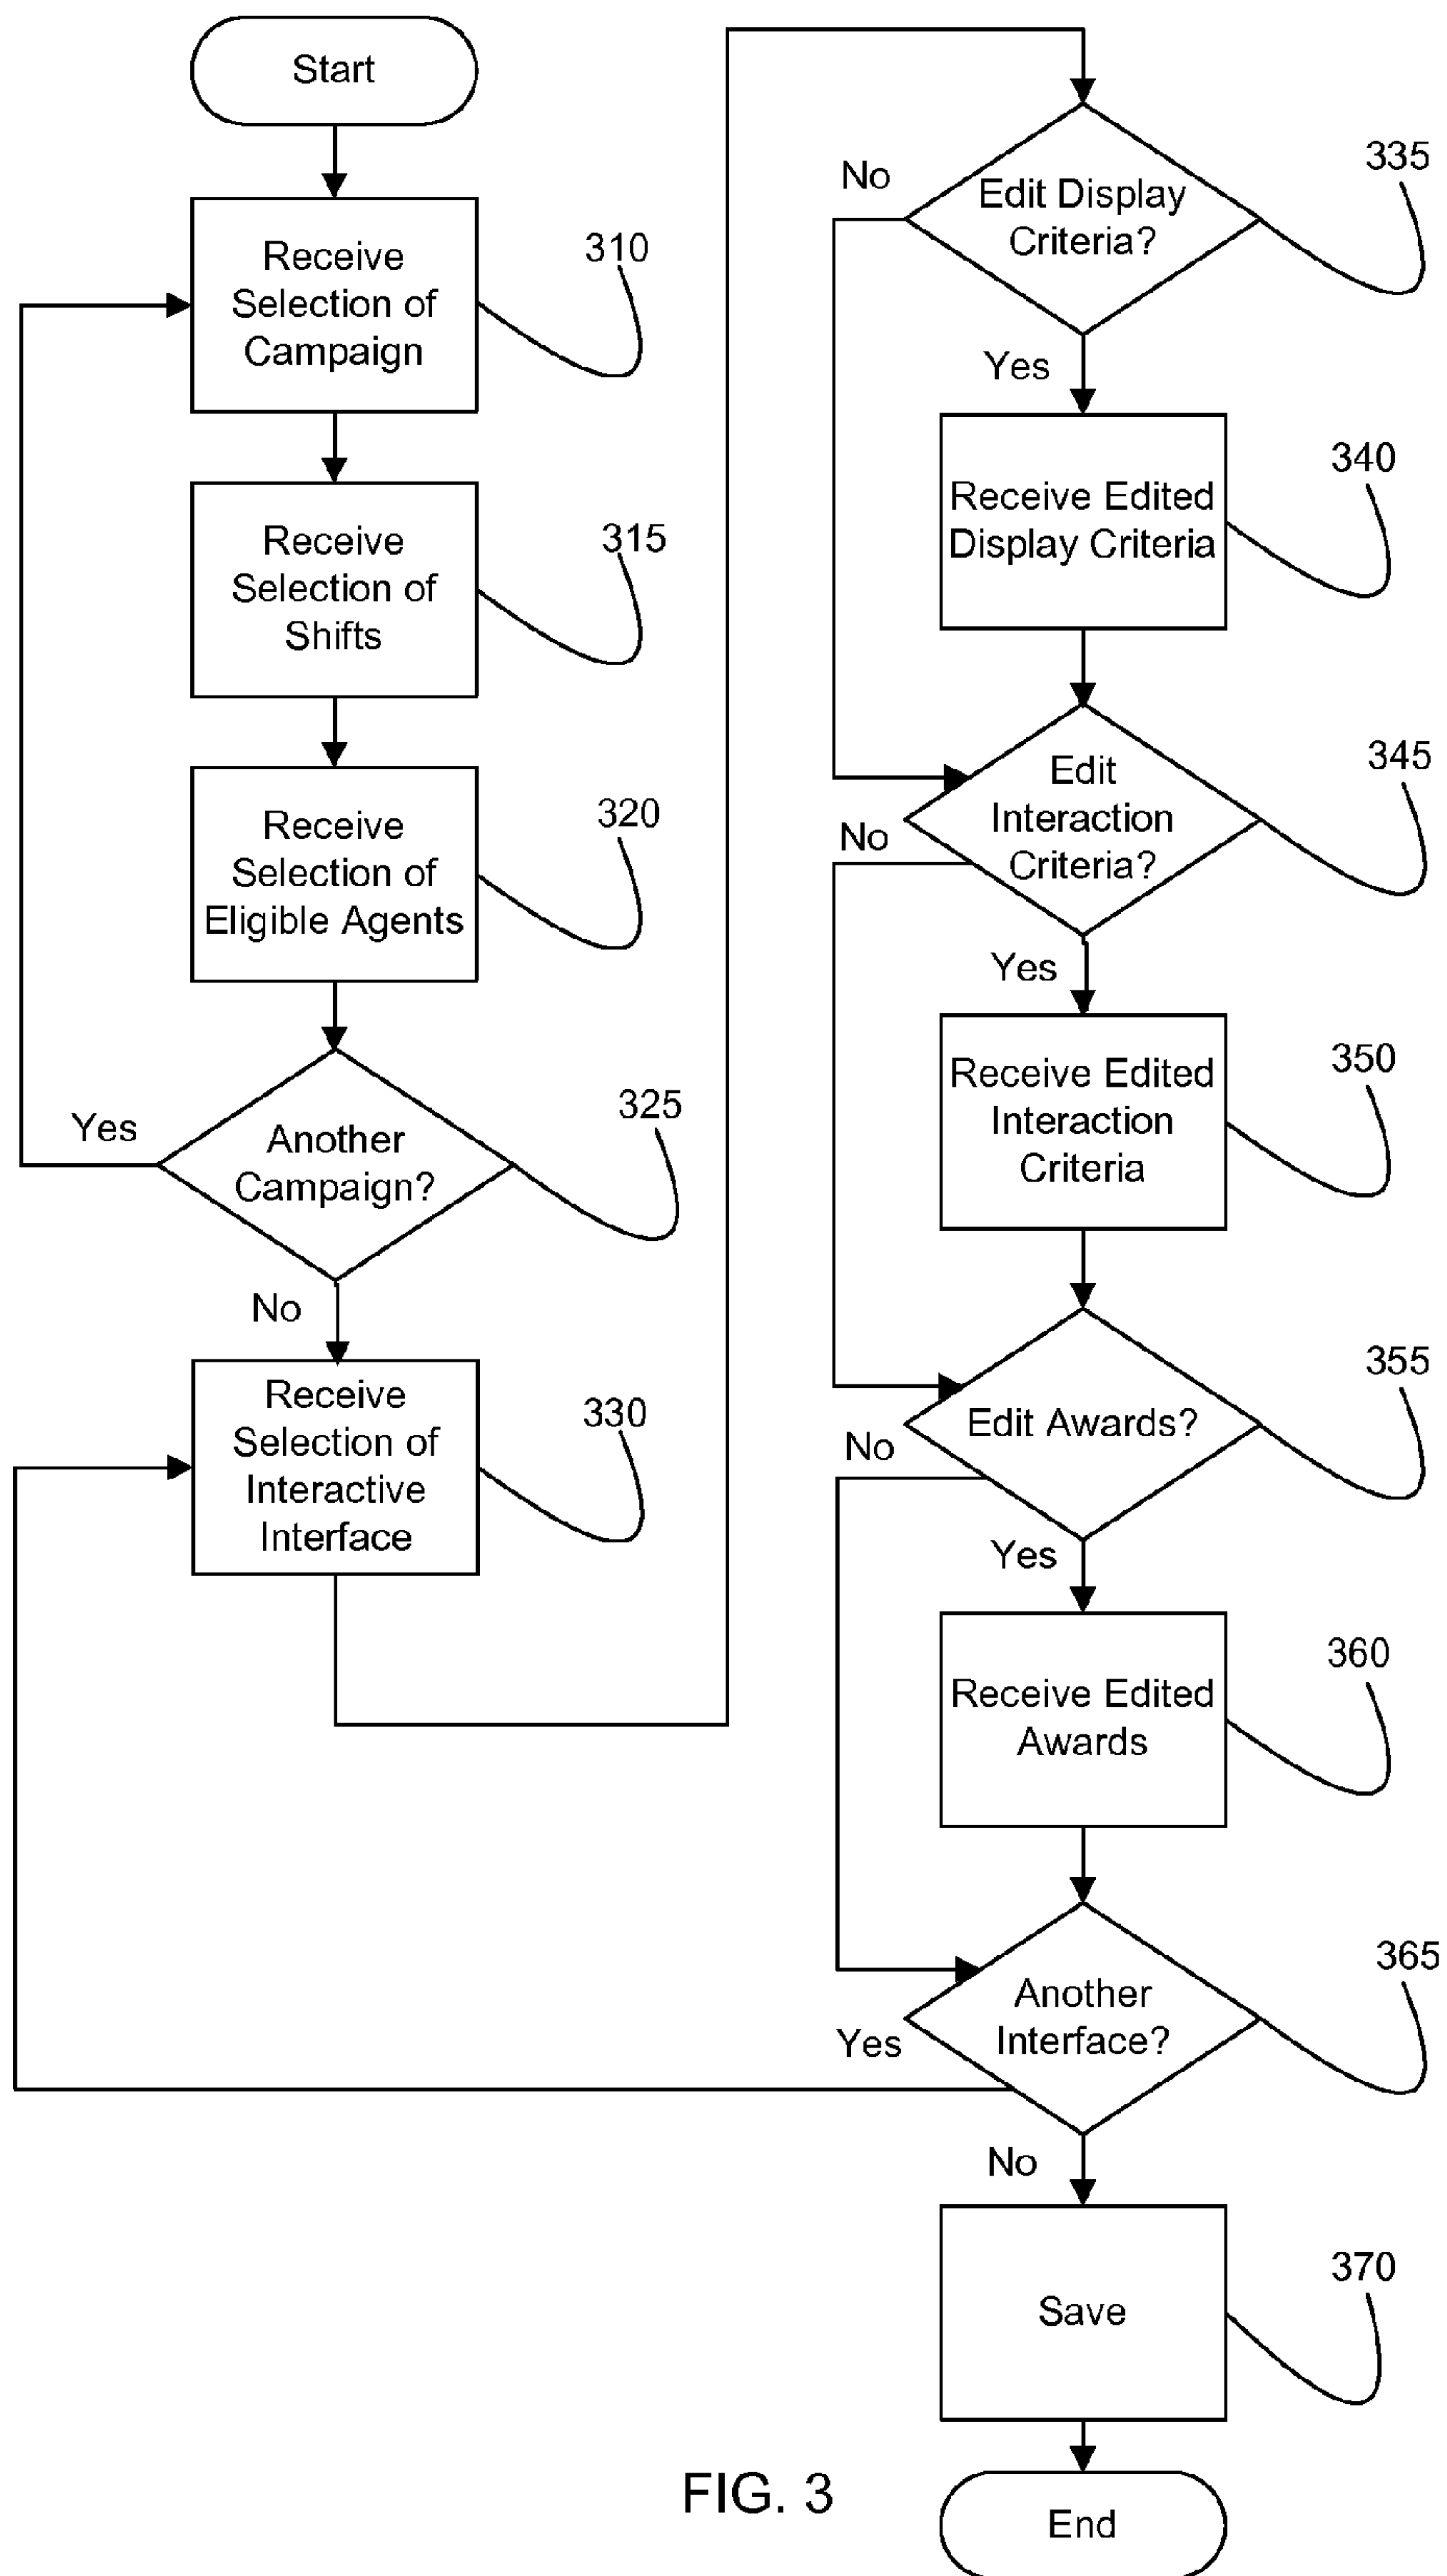 Start
Receive
Selection of
Campaign
310
Receive
Selection of
Shifts
315
Receive
Selection of
Eligible Agents
320
Another
Campaign?
325
Yes
No
Receive
Selection of
Interactive
Interface
330
Edit Display
Criteria?
335
No
Yes
Receive Edited
Display Criteria
340
Edit
Interaction
Criteria?
345
No
Yes
Receive Edited
Interaction
Criteria
350
Edit Awards?
355
No
Yes
Receive Edited
Awards
360
Another
Interface?
365
Yes
No
Save
370
End
FIG. 3